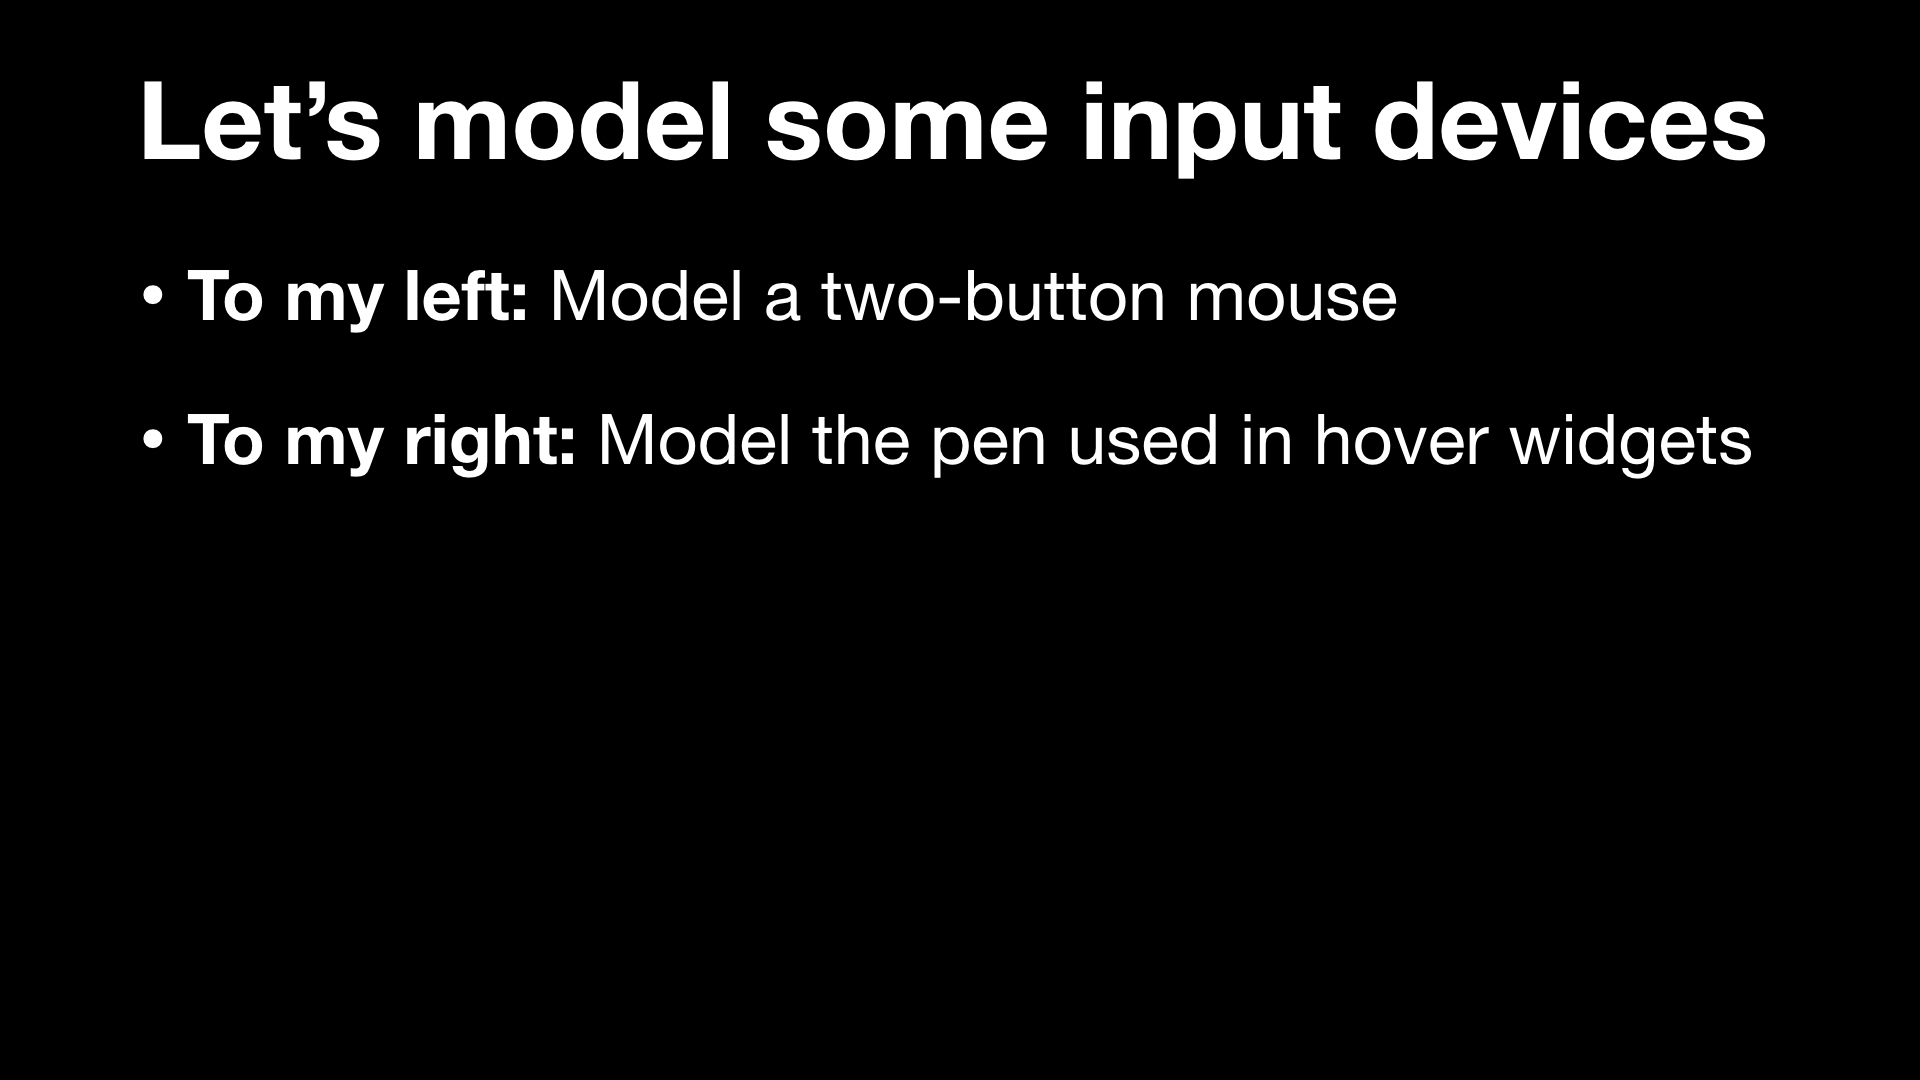 Let’s model some input devices
• To my left: Model a two-button mouse
• To my right: Model the pen used in hover widgets